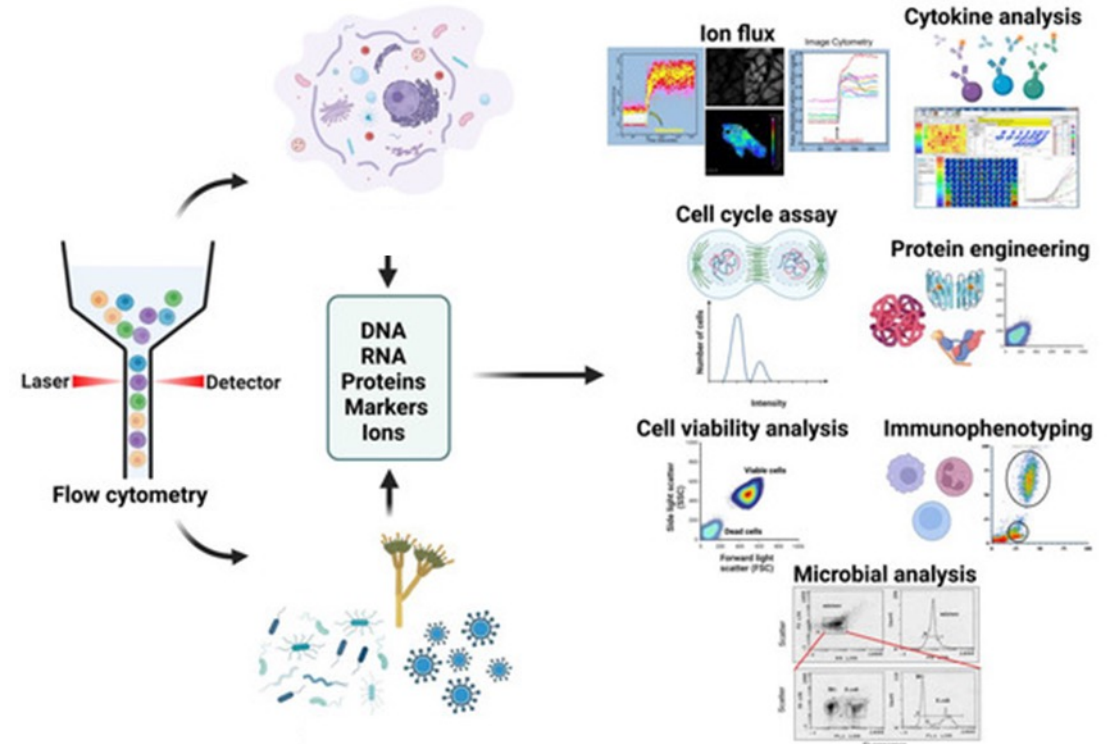 Ion flux
Image Cytometry
Cytokine analysis
Laser
Detector
Flow cytometry
DNA
RNA
Proteins
Markers
Ions
Cell cycle assay
Number of cells
Intensity
Protein engineering
Cell viability analysis
Side light scatter
(SSC)
Viable cells
Dead cells
Forward light
scatter (FSC)
Immunophenotyping
Microbial analysis
Scatter
Scatter